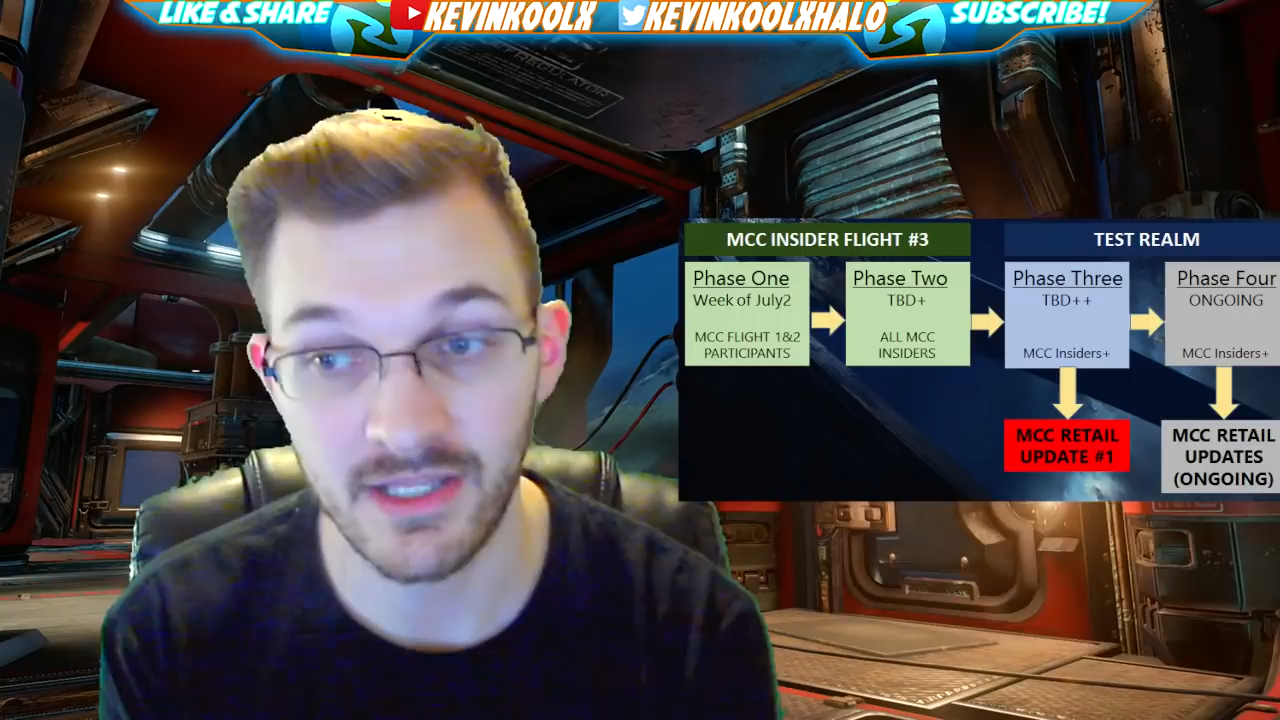 LIKE & SHARE
KEVINKOOLX
KEVINKOOLXHALO
SUBSCRIBE!
REGULATOR
MCC INSIDER FLIGHT #3
TEST REALM
Phase One
Week of July2
MCC FLIGHT 1&2
PARTICIPANTS
Phase Two
TBD+
ALL MCC
INSIDERS
Phase Three
TBD++
MCC Insiders+
Phase Four
ONGOING
MCC Insiders+
MCC RETAIL
UPDATE #1
MCC RETAIL
UPDATES
(ONGOING)